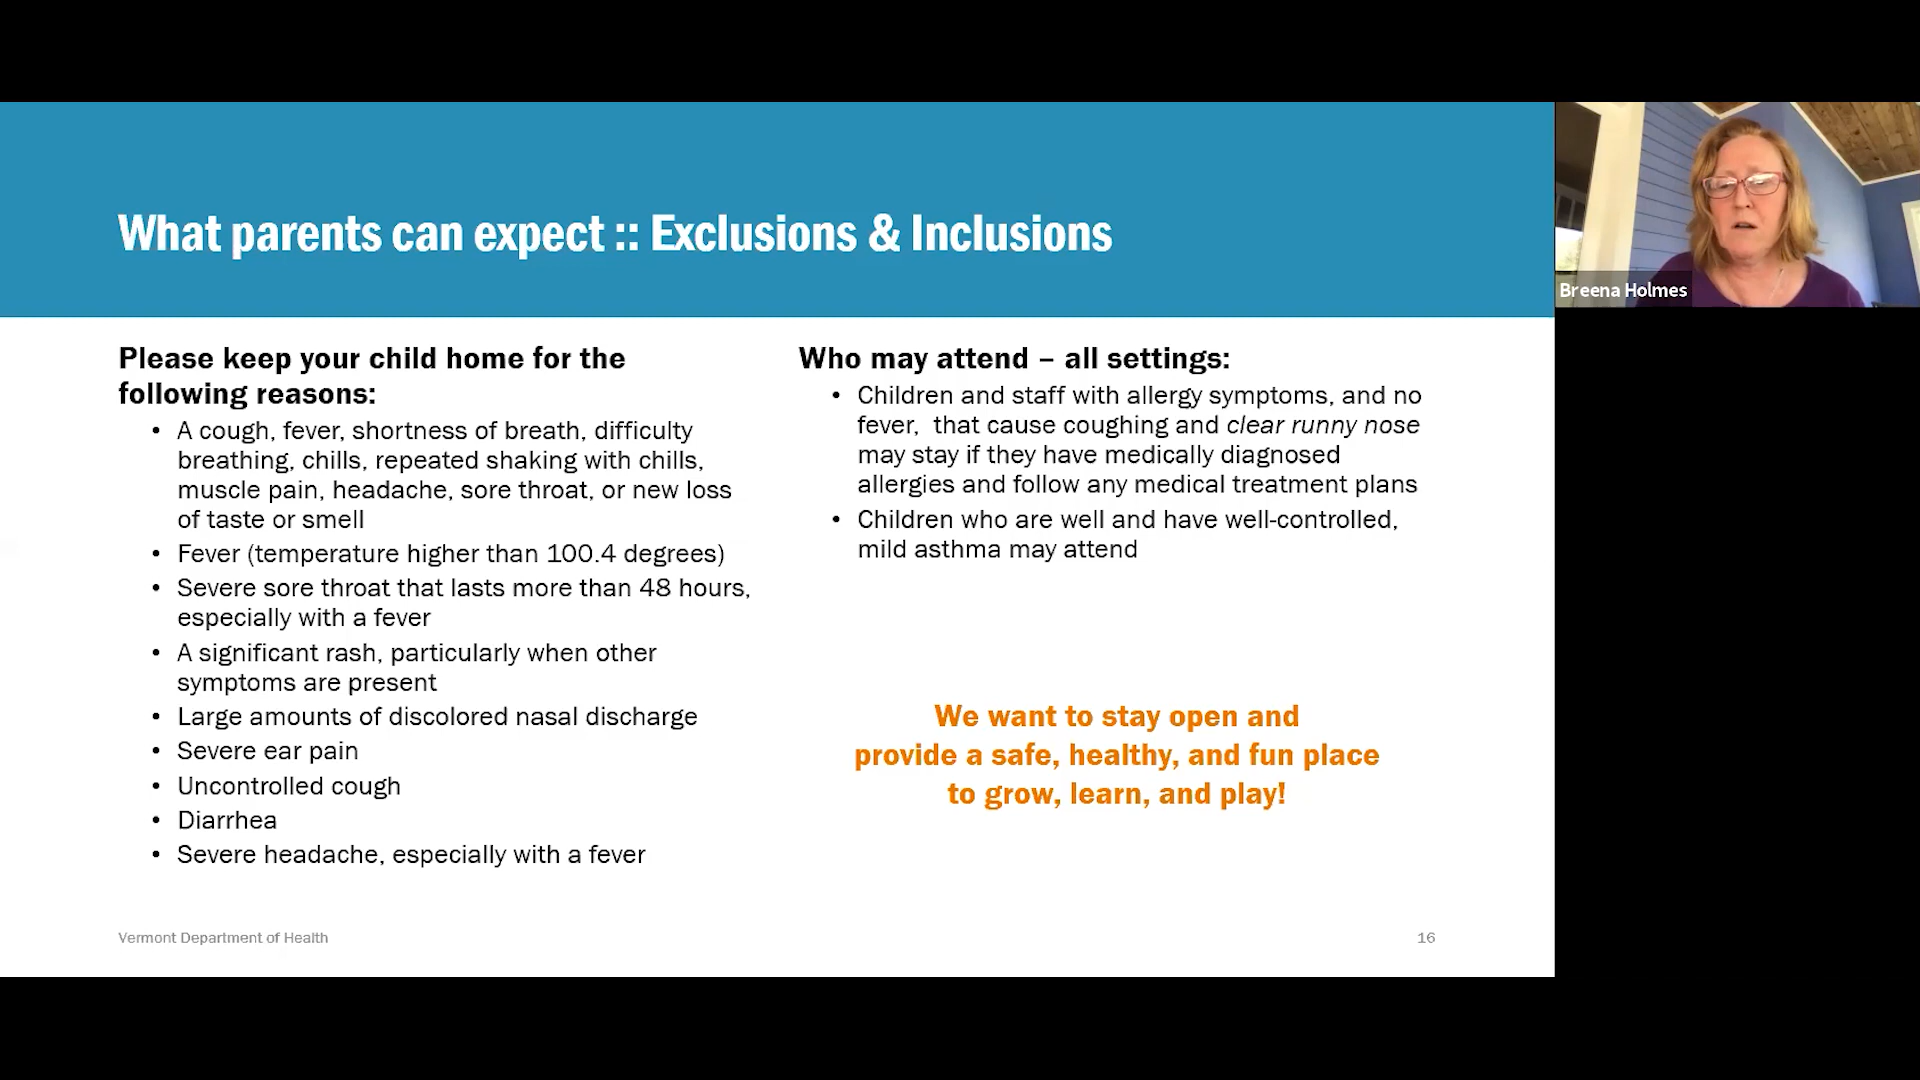 What parents can expect :: Exclusions & Inclusions
Breena Holmes
Please keep your child home for the
following reasons:
• A cough, fever, shortness of breath, difficulty
breathing, chills, repeated shaking with chills,
muscle pain, headache, sore throat, or new loss
of taste or smell
• Fever (temperature higher than 100.4 degrees)
• Severe sore throat that lasts more than 48 hours,
especially with a fever
• A significant rash, particularly when other
symptoms are present
• Large amounts of discolored nasal discharge
• Severe ear pain
• Uncontrolled cough
• Diarrhea
• Severe headache, especially with a fever
Who may attend – all settings:
• Children and staff with allergy symptoms, and no
fever,  that cause coughing and clear runny nose
may stay if they have medically diagnosed
allergies and follow any medical treatment plans
• Children who are well and have well-controlled,
mild asthma may attend
We want to stay open and
provide a safe, healthy, and fun place
to grow, learn, and play!
Vermont Department of Health
16